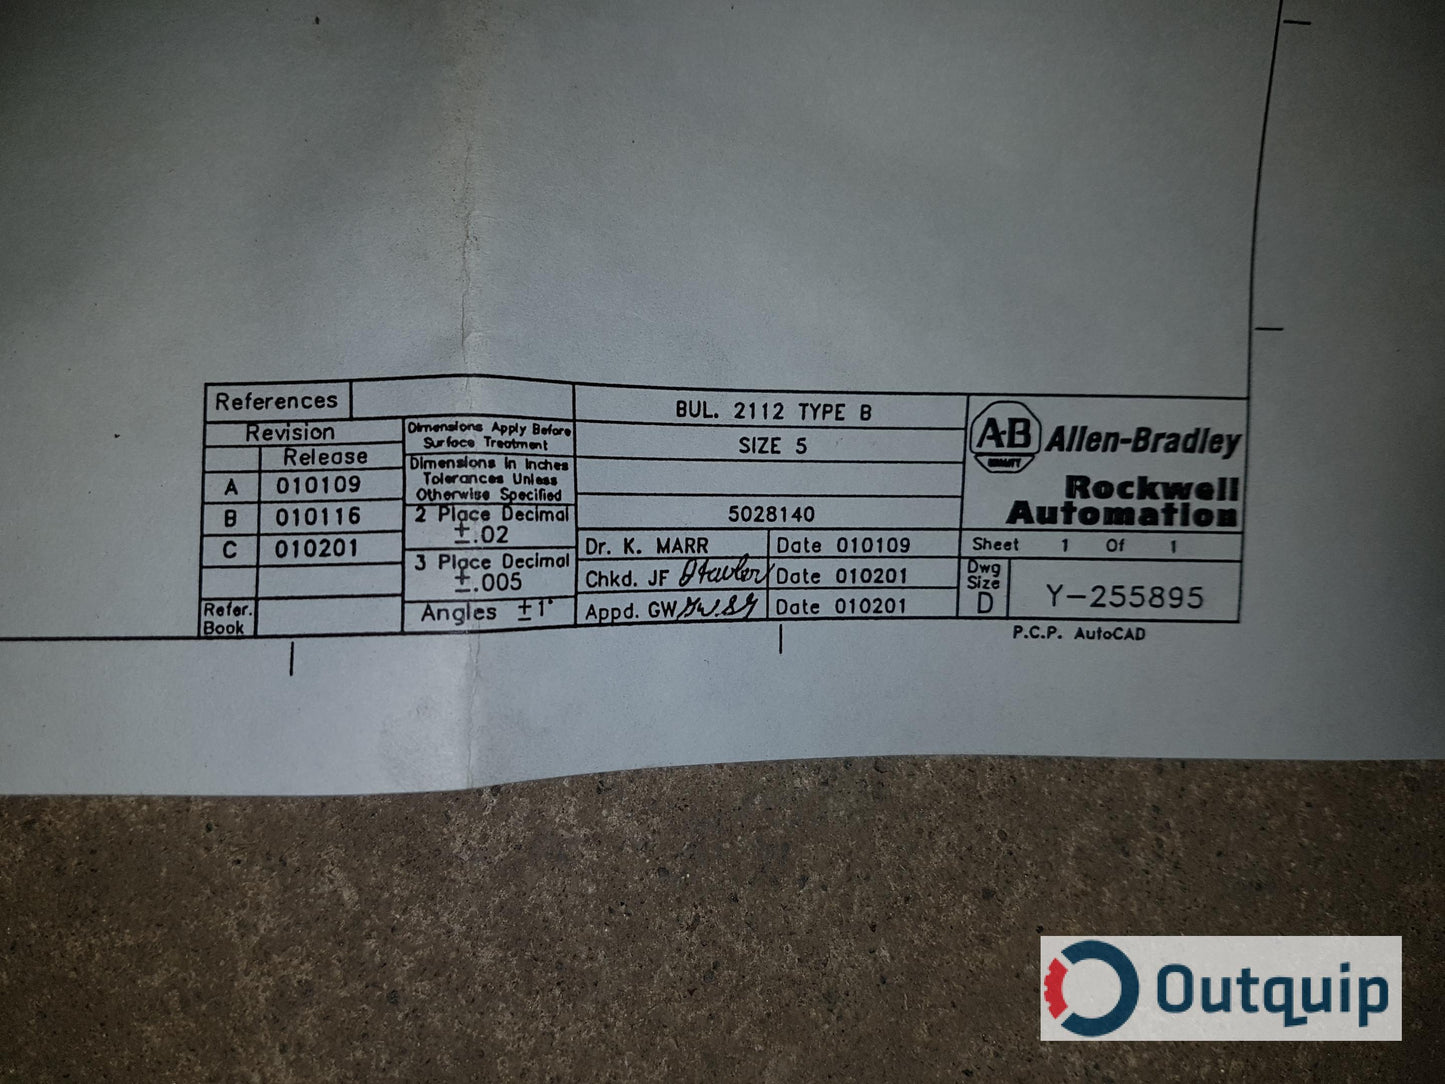 References
Revision
Release
A 010109
B 010116
C 010201
Refer.
Book
Dimensions Apply Before
Surface Treatment
Dimensions In Inches
Tolerances Unless
Otherwise Specified
2 Place Decimal
±.02
3 Place Decimal
±.005
Angles ±1°
BUL. 2112 TYPE B
SIZE 5
5028140
Dr. K. MARR Date 010109
Chkd. JF Date 010201
Appd. GW Date 010201
A-B
QUALITY
Allen-Bradley
Rockwell
Automation
Sheet 1 Of 1
Dwg
Size
D
Y-255895
P.C.P. AutoCAD
Outquip